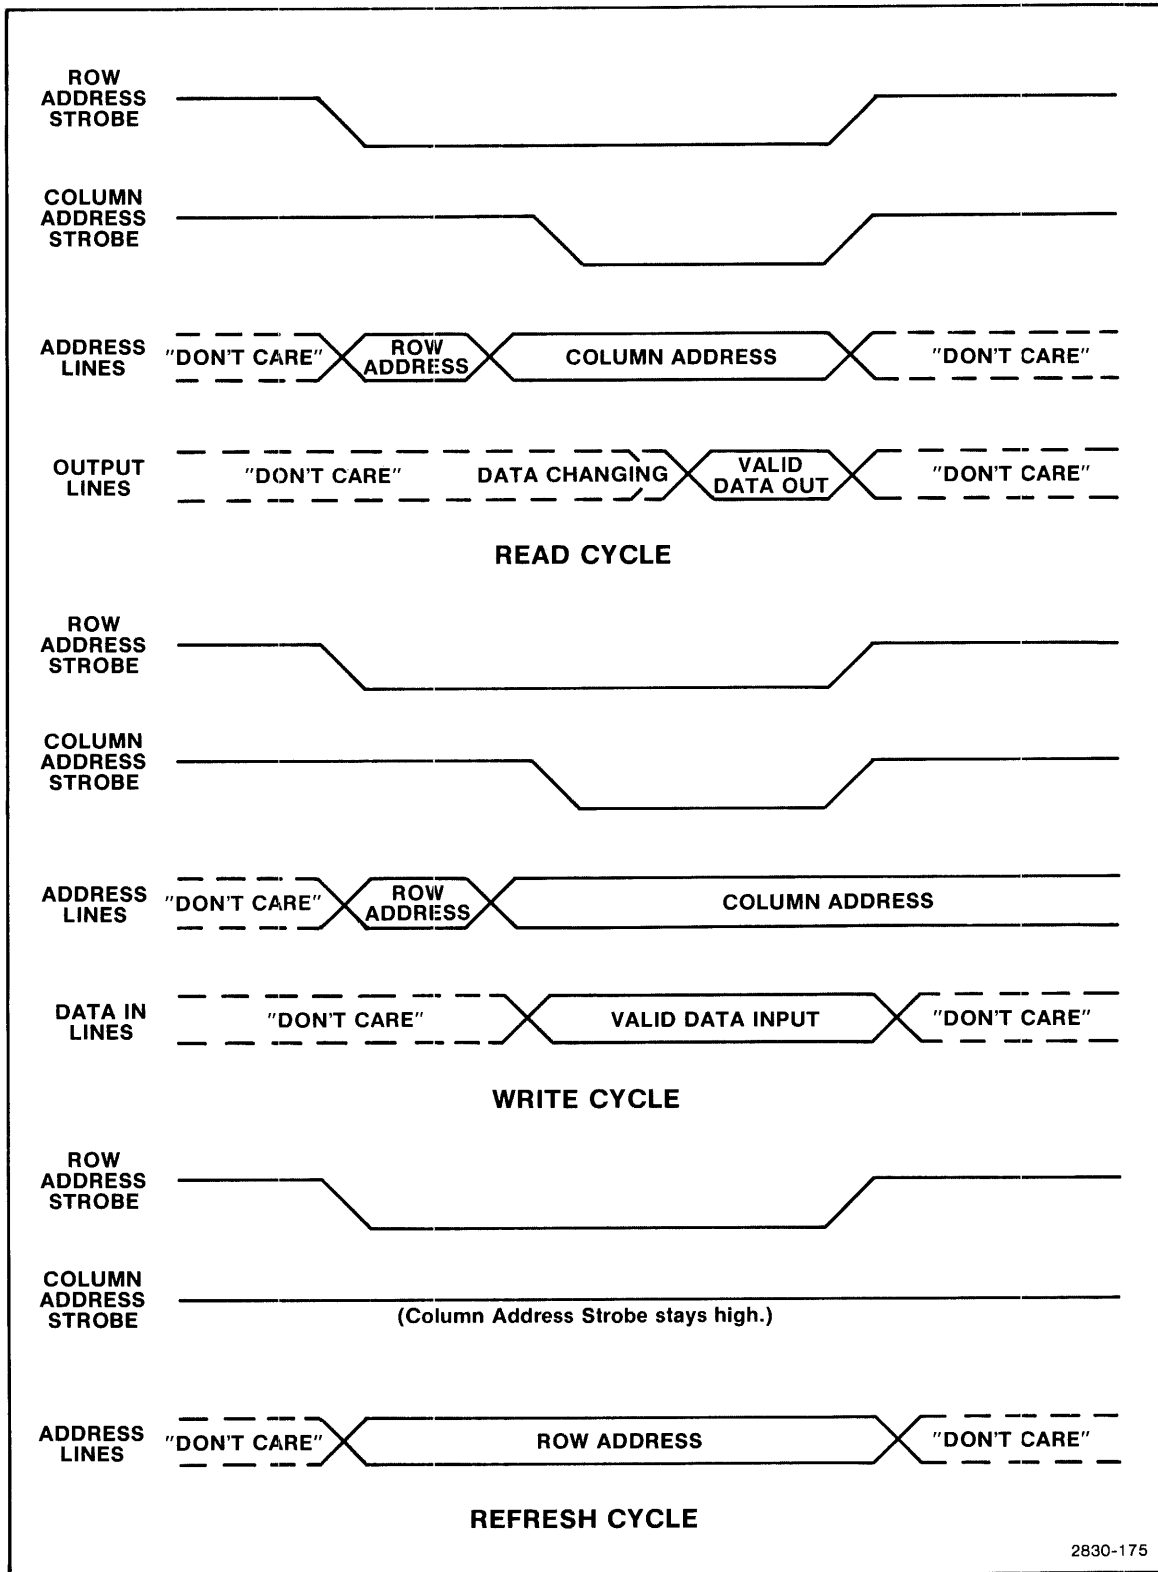 ROW
ADDRESS
STROBE
COLUMN
ADDRESS
STROBE
ADDRESS
LINES
"DON'T CARE"
ROW
ADDRESS
COLUMN ADDRESS
"DON'T CARE"
OUTPUT
LINES
"DON'T CARE"
DATA CHANGING
VALID
DATA OUT
"DON'T CARE"
READ CYCLE
ROW
ADDRESS
STROBE
COLUMN
ADDRESS
STROBE
ADDRESS
LINES
"DON'T CARE"
ROW
ADDRESS
COLUMN ADDRESS
DATA IN
LINES
"DON'T CARE"
VALID DATA INPUT
"DON'T CARE"
WRITE CYCLE
ROW
ADDRESS
STROBE
COLUMN
ADDRESS
STROBE
(Column Address Strobe stays high.)
ADDRESS
LINES
"DON'T CARE"
ROW ADDRESS
"DON'T CARE"
REFRESH CYCLE
2830-175